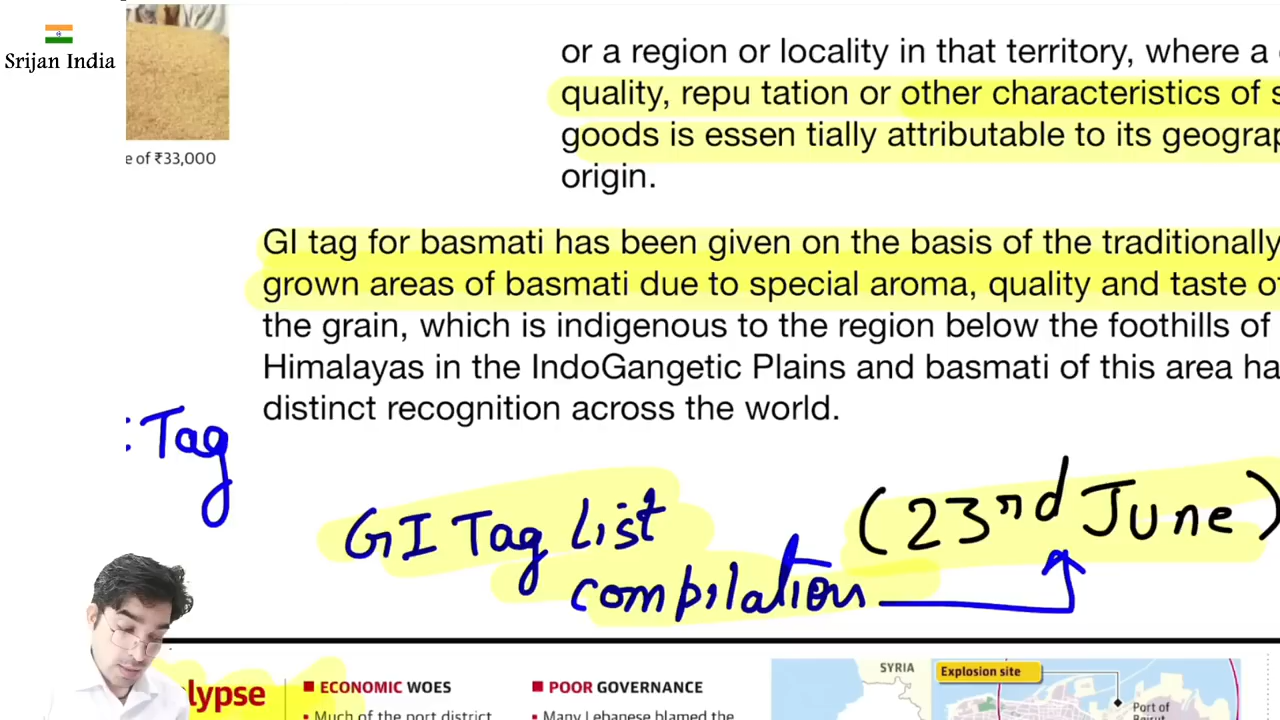 Srijan India
e of ₹33,000
or a region or locality in that territory, where a
quality, repu tation or other characteristics of s
goods is essen tially attributable to its geograp
origin.
GI tag for basmati has been given on the basis of the traditionally
grown areas of basmati due to special aroma, quality and taste of
the grain, which is indigenous to the region below the foothills of
Himalayas in the IndoGangetic Plains and basmati of this area ha
distinct recognition across the world.
: Tag
GI Tag list
compilation
(23rd June)
lypse
■ ECONOMIC WOES
• Much of the port district
■ POOR GOVERNANCE
• Many Lebanese blamed the
SYRIA
Explosion site
Port of
Beirut